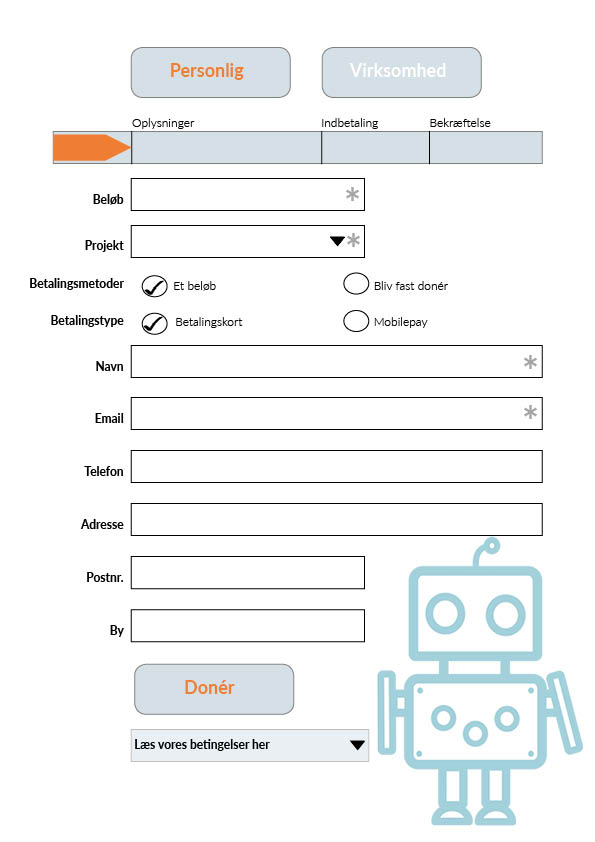 Personlig
Virksomhed
Oplysninger
Indbetaling
Bekræftelse
Beløb *
Projekt *
Betalingsmetoder
Et beløb
Bliv fast donér
Betalingstype
Betalingskort
Mobilepay
Navn *
Email *
Telefon
Adresse
Postnr.
By
Donér
Læs vores betingelser her